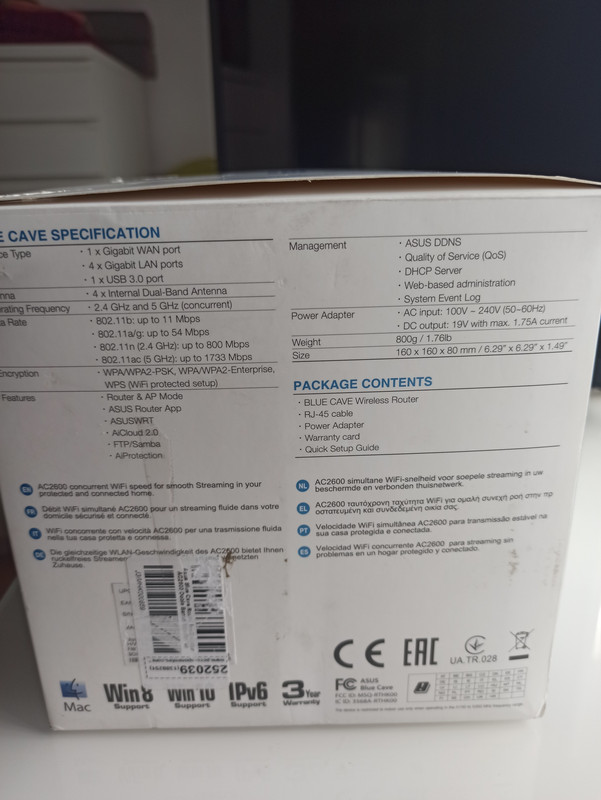 E CAVE SPECIFICATION
ce Type · 1 x Gigabit WAN port
· 4 x Gigabit LAN ports
· 1 x USB 3.0 port
nna · 4 x Internal Dual-Band Antenna
erating Frequency · 2.4 GHz and 5 GHz (concurrent)
a Rate · 802.11b: up to 11 Mbps
· 802.11a/g: up to 54 Mbps
· 802.11n (2.4 GHz): up to 800 Mbps
· 802.11ac (5 GHz): up to 1733 Mbps
Encryption · WPA/WPA2-PSK, WPA/WPA2-Enterprise,
WPS (WiFi protected setup)
Features · Router & AP Mode
· ASUS Router App
· ASUSWRT
· AiCloud 2.0
· FTP/Samba
· AiProtection
Management · ASUS DDNS
· Quality of Service (QoS)
· DHCP Server
· Web-based administration
· System Event Log
Power Adapter · AC input: 100V ~ 240V (50~60Hz)
· DC output: 19V with max. 1.75A current
Weight 800g / 1.76lb
Size 160 x 160 x 80 mm / 6.29" x 6.29" x 1.49"
PACKAGE CONTENTS
· BLUE CAVE Wireless Router
· RJ-45 cable
· Power Adapter
· Warranty card
· Quick Setup Guide
EN AC2600 concurrent WiFi speed for smooth Streaming in your
protected and connected home.
FR Débit WiFi simultané AC2600 pour un streaming fluide dans votre
domicile sécurisé et connecté.
IT WiFi concorrente con velocità AC2600 per una trasmissione fluida
nella tua casa protetta e connessa.
DE Die gleichzeitige WLAN-Geschwindigkeit des AC2600 bietet Ihnen
ruckelfreies Streamen etzten
Zuhause.
NL AC2600 simultane WiFi-snelheid voor soepele streaming in uw
beschermde en verbonden thuisnetwerk.
EL AC2600 ταυτόχρονη ταχύτητα WiFi για ομαλή συνεχή ροή στην πρ
οστατευμένη και συνδεδεμένη οικία σας.
PT Velocidade WiFi simultânea AC2600 para transmissão estável na
sua casa protegida e conectada.
ES Velocidad WiFi concurrente AC2600 para streaming sin
problemas en un hogar protegido y conectado.
252039
CE EAC UA.TR.028
Mac
Win8 Support
Win 10 Support
IPv6 Support
3 Year Warranty
FC ASUS
Blue Cave
FCC ID: MSQ-RTHR00